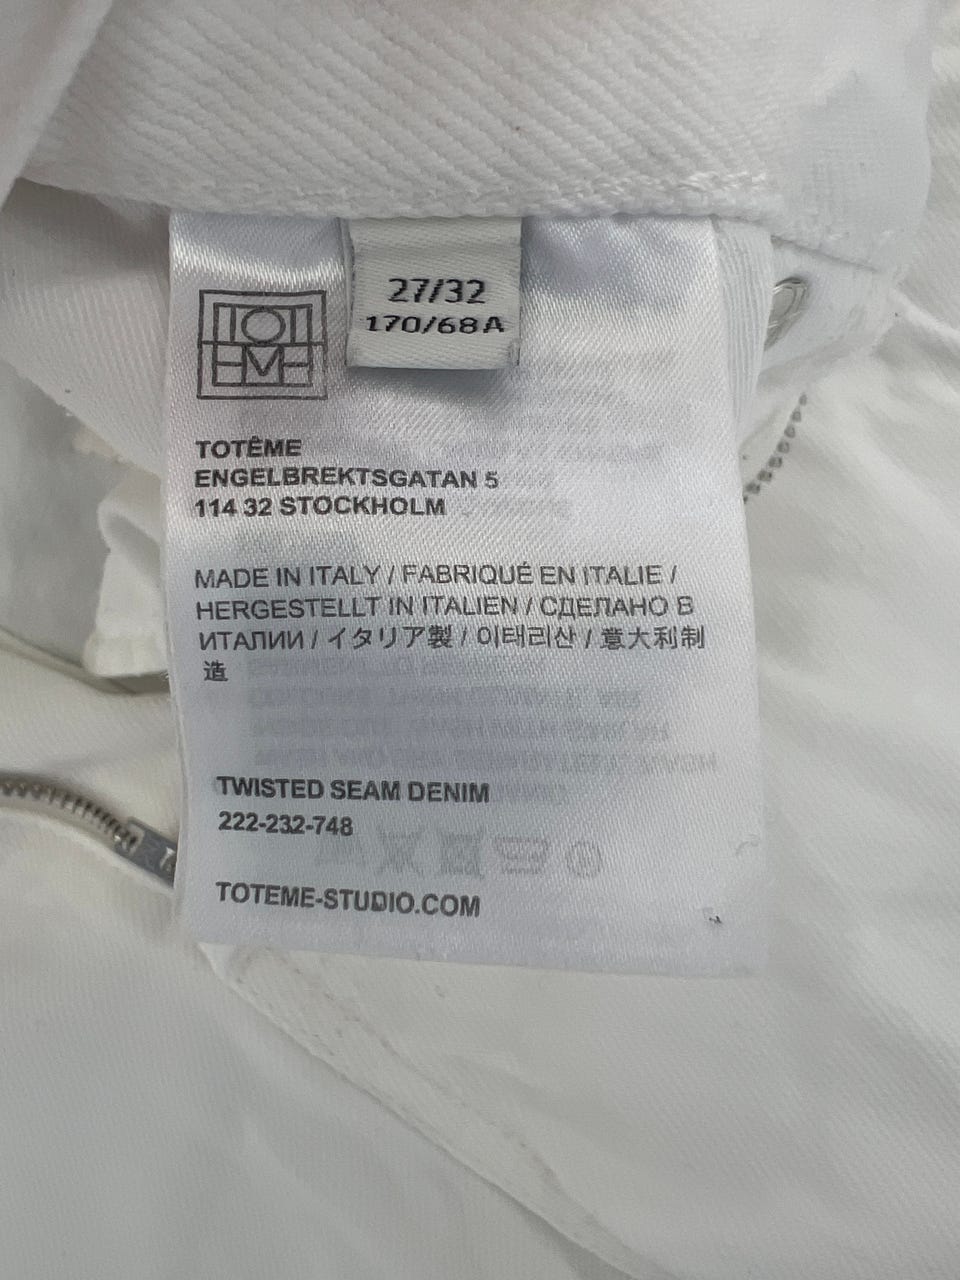 27/32
170/68A
TOTEME
TOTÊME
ENGELBREKTSGATAN 5
114 32 STOCKHOLM
MADE IN ITALY / FABRIQUÉ EN ITALIE /
HERGESTELLT IN ITALIEN / СДЕЛАНО В
ИТАЛИИ / イタリア製 / 이태리산 / 意大利制
造
TWISTED SEAM DENIM
222-232-748
TOTEME-STUDIO.COM